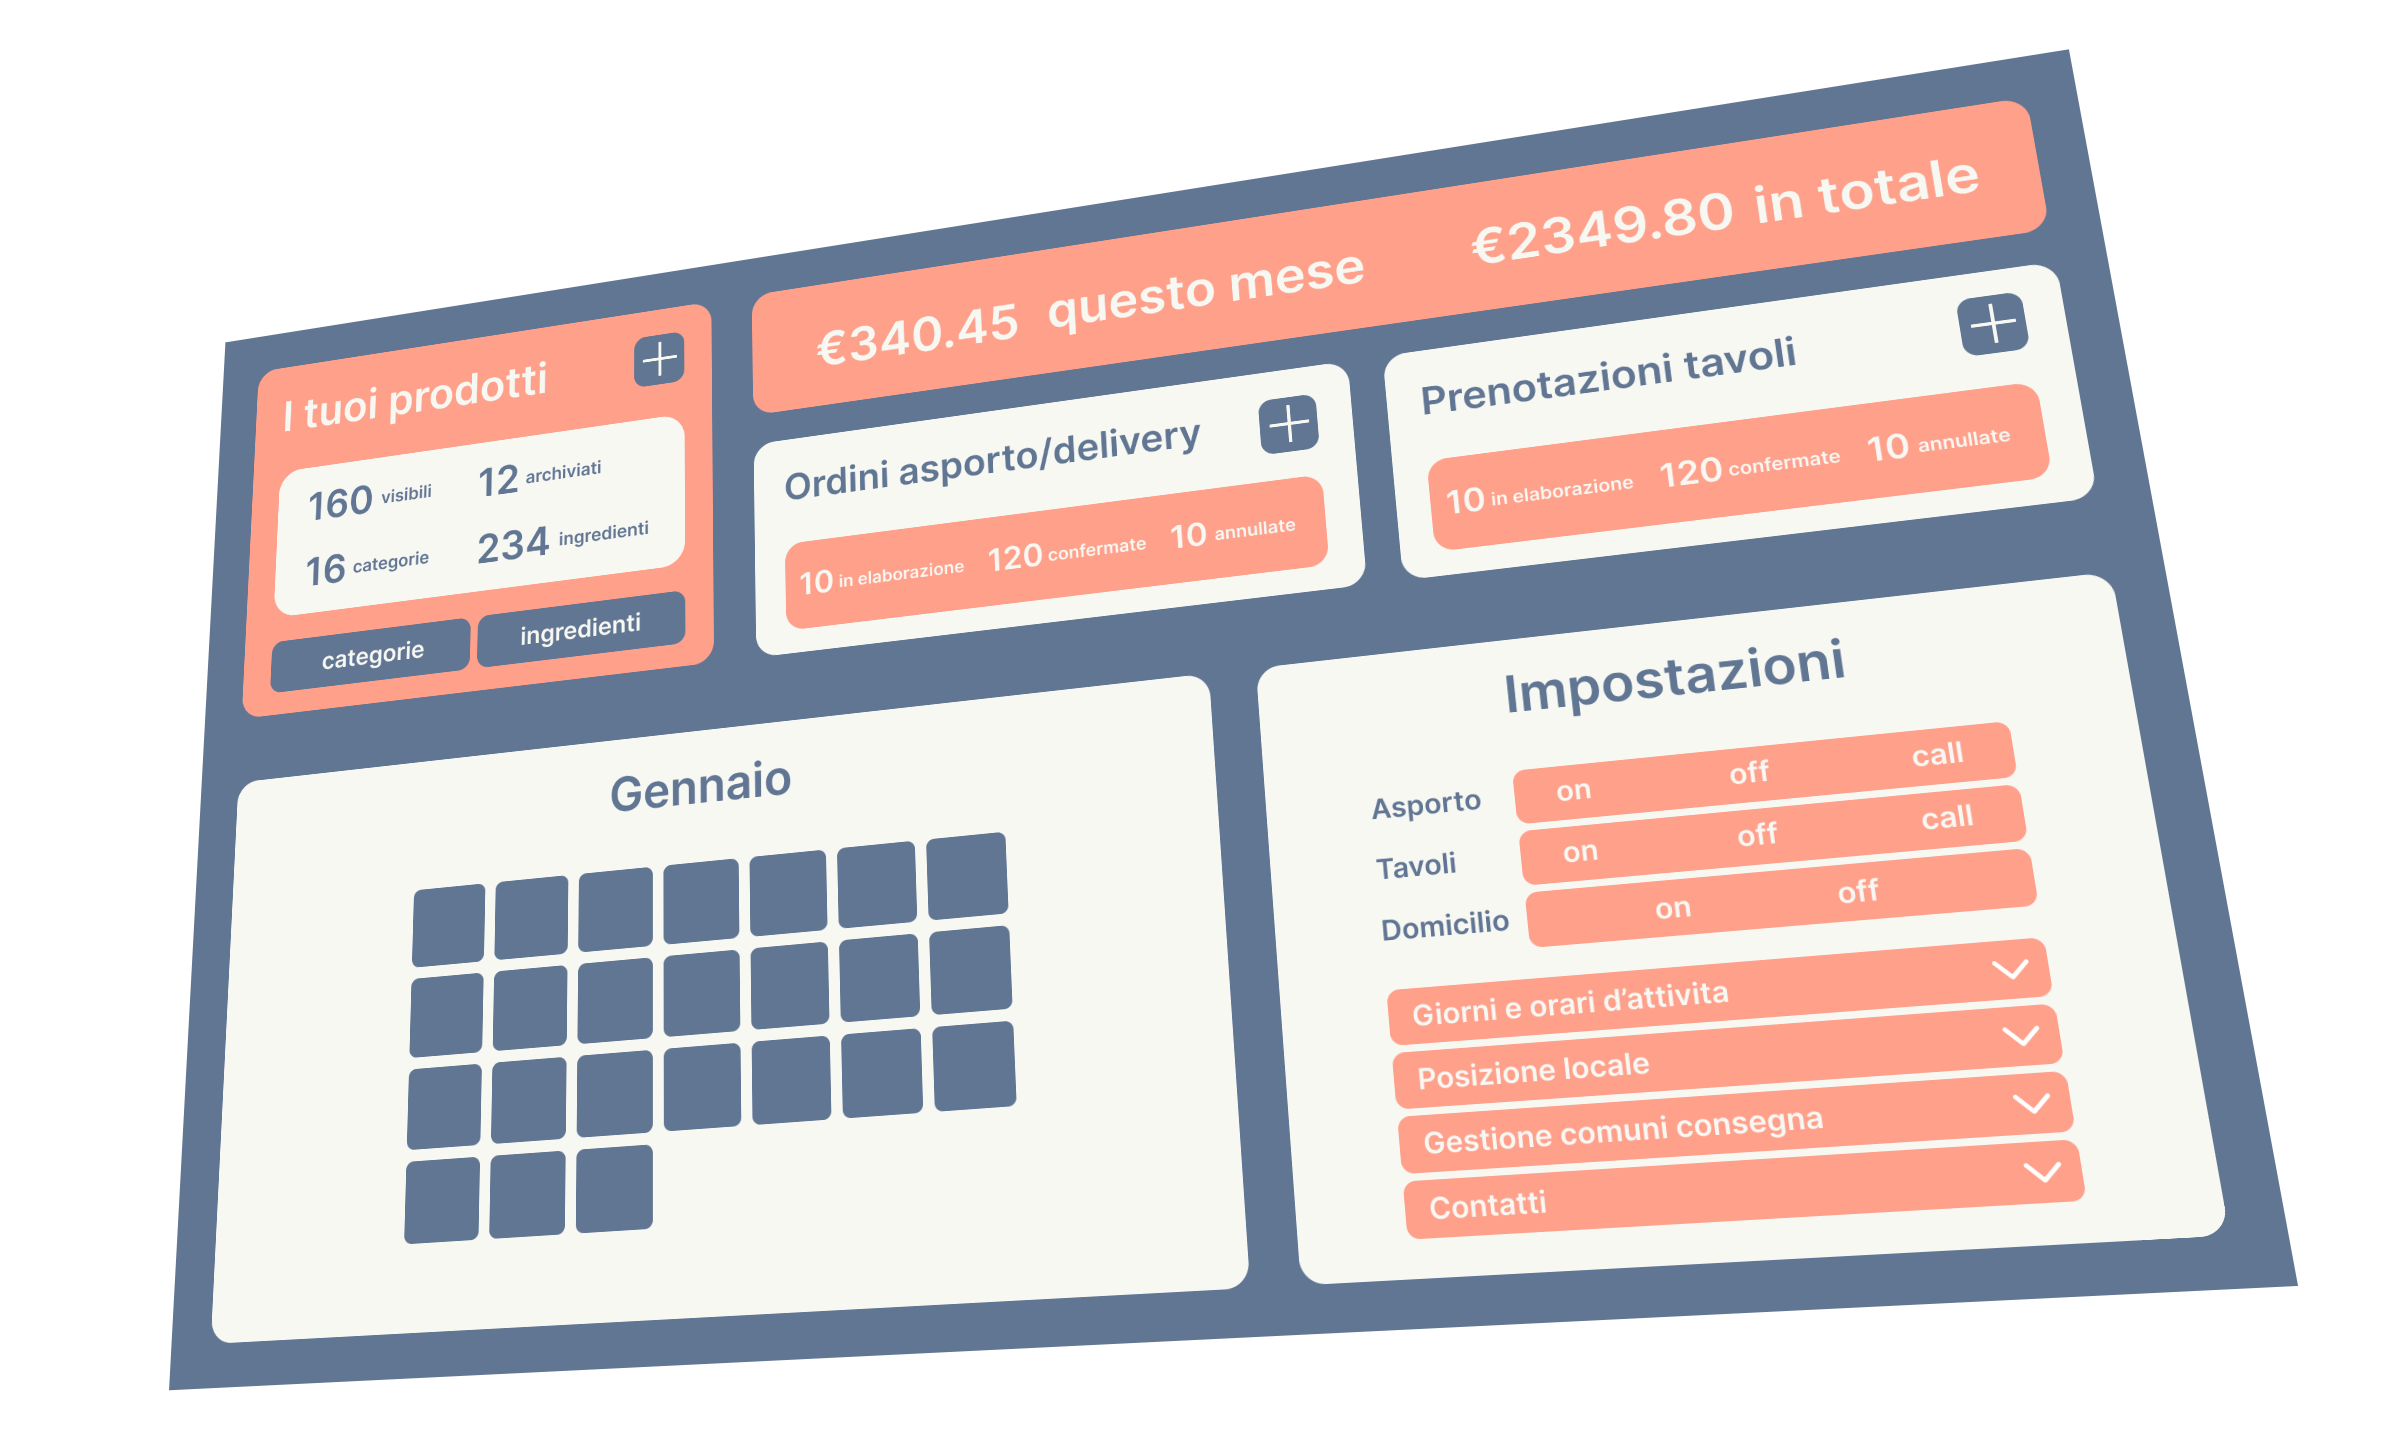 I tuoi prodotti
160 visibili 12 archiviati
16 categorie 234 ingredienti
categorie ingredienti
€340.45 questo mese €2349.80 in totale
Ordini asporto/delivery
10 in elaborazione 120 confermate 10 annullate
Prenotazioni tavoli
10 in elaborazione 120 confermate 10 annullate
Gennaio
Impostazioni
Asporto on off call
Tavoli on off call
Domicilio on off
Giorni e orari d’attivita
Posizione locale
Gestione comuni consegna
Contatti